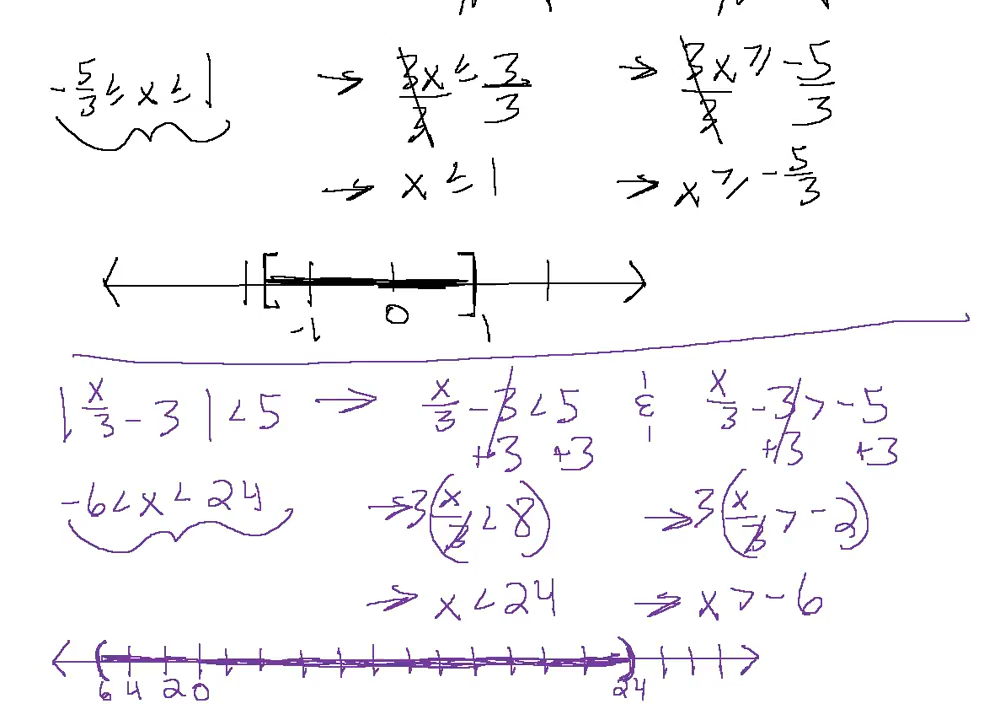 -5/3 ≤ x ≤ 1 → 3x/3 ≤ 3/3 → 3x/3 ≥ -5/3
→ x ≤ 1 → x ≥ -5/3
-1 0 1
|x/3 - 3| < 5 → x/3 - 3 < 5 & x/3 - 3 > -5
+3 +3 +3 +3
-6 < x < 24 → 3(x/3 < 8) → 3(x/3 > -2)
→ x < 24 → x > -6
6 4 2 0 24